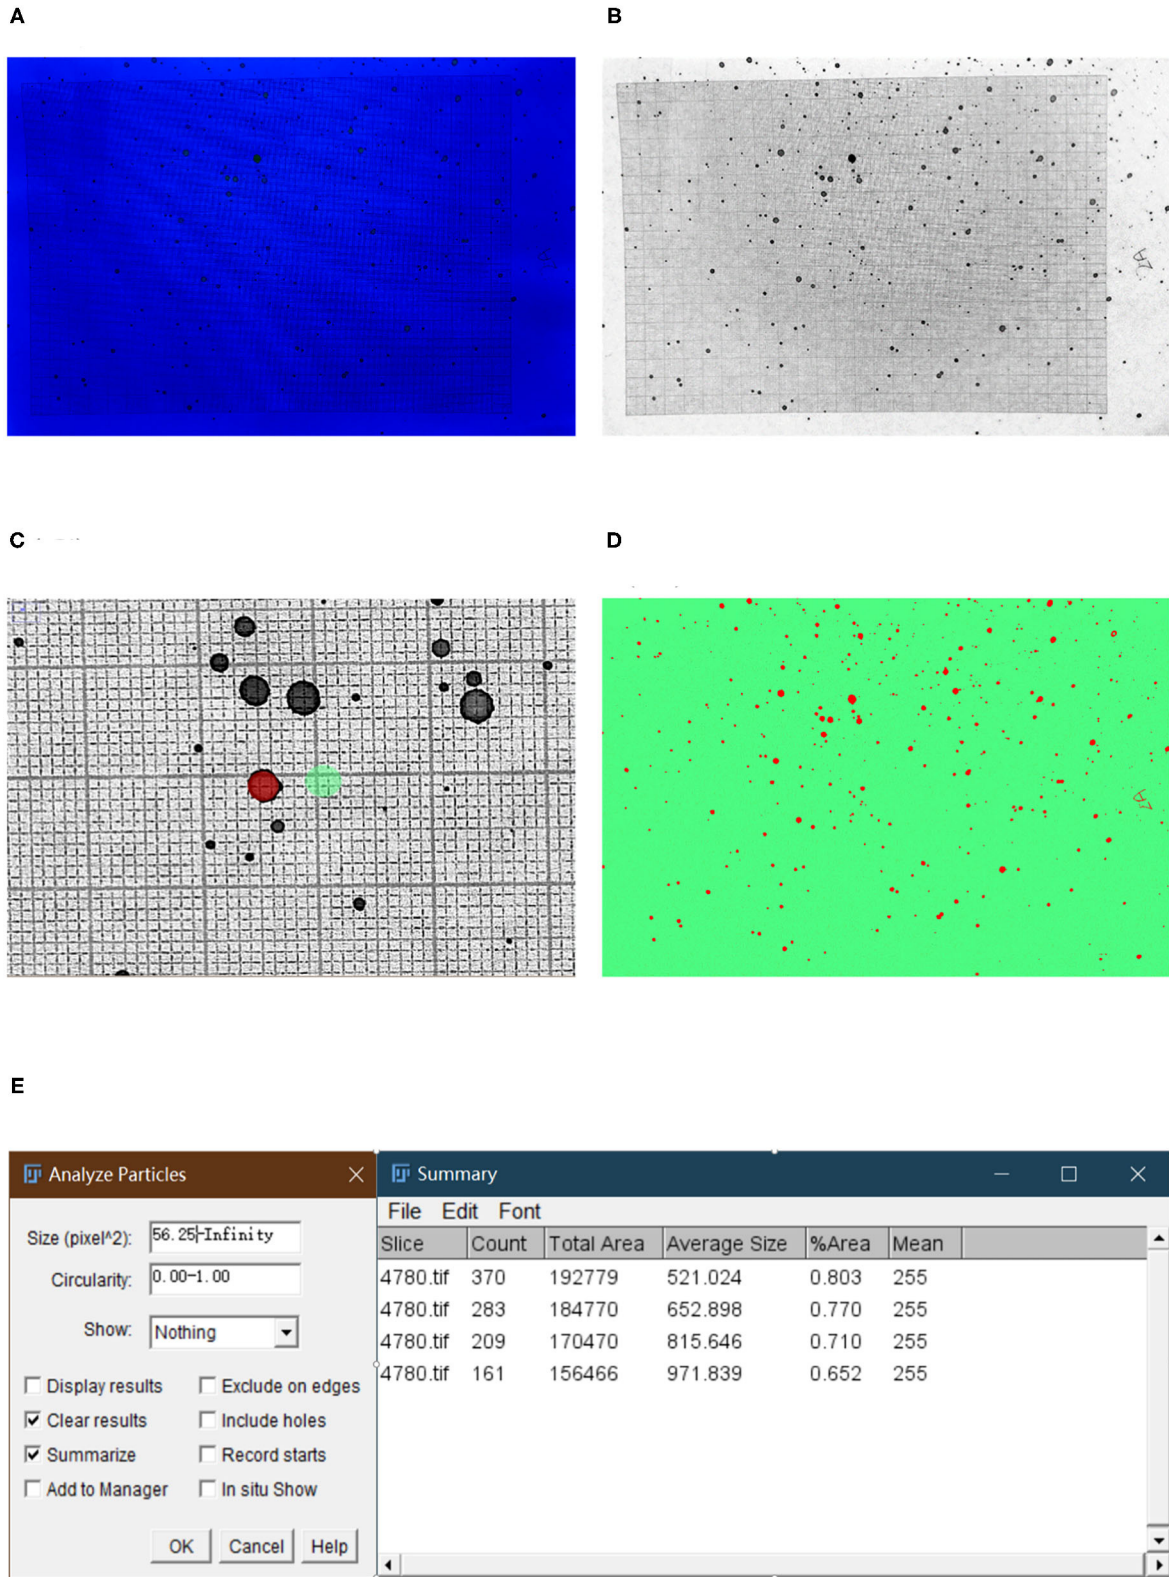 A
B
2A
C
D
2A
E
Analyze Particles
Size (pixel^2): 56.25-Infinity
Circularity: 0.00-1.00
Show: Nothing
Display results Exclude on edges
Clear results Include holes
Summarize Record starts
Add to Manager In situ Show
OK Cancel Help
Summary
File Edit Font
Slice Count Total Area Average Size %Area Mean
4780.tif 370 192779 521.024 0.803 255
4780.tif 283 184770 652.898 0.770 255
4780.tif 209 170470 815.646 0.710 255
4780.tif 161 156466 971.839 0.652 255